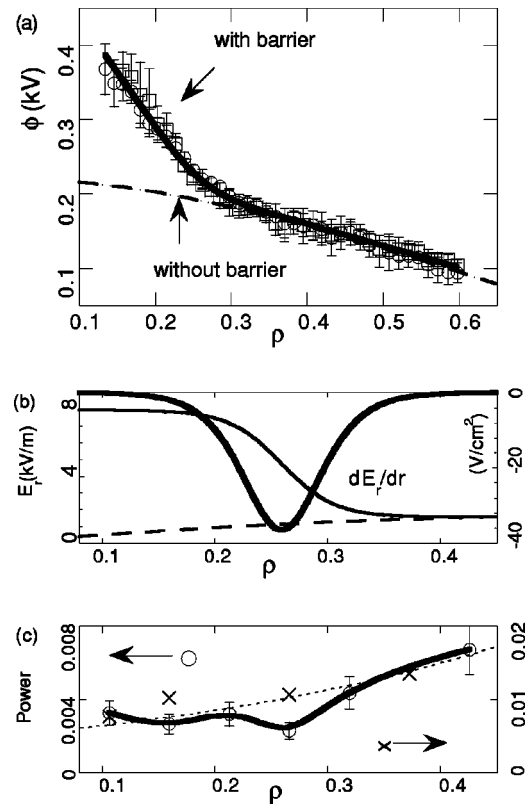 (a)
with barrier
without barrier
ϕ (kV)
0.4
0.3
0.2
0.1
0.1 0.2 0.3 0.4 0.5 0.6
ρ
(b)
8
4
0
E_r(kV/m)
dE_r/dr
0
-20
-40
(V/cm²)
0.1 0.2 0.3 0.4
ρ
(c)
0.008
0.004
0
Power
0.02
0.01
0
0.1 0.2 0.3 0.4
ρ